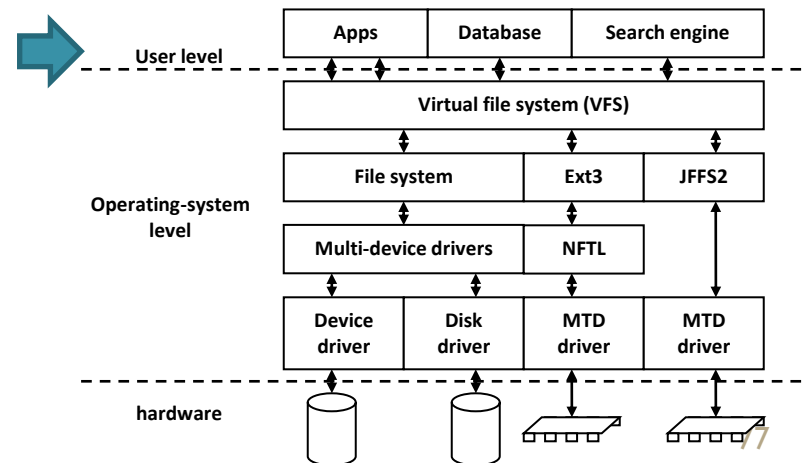 Apps Database Search engine
User level
Virtual file system (VFS)
File system Ext3 JFFS2
Operating-system
level
Multi-device drivers NFTL
Device
driver
Disk
driver
MTD
driver
MTD
driver
hardware
77